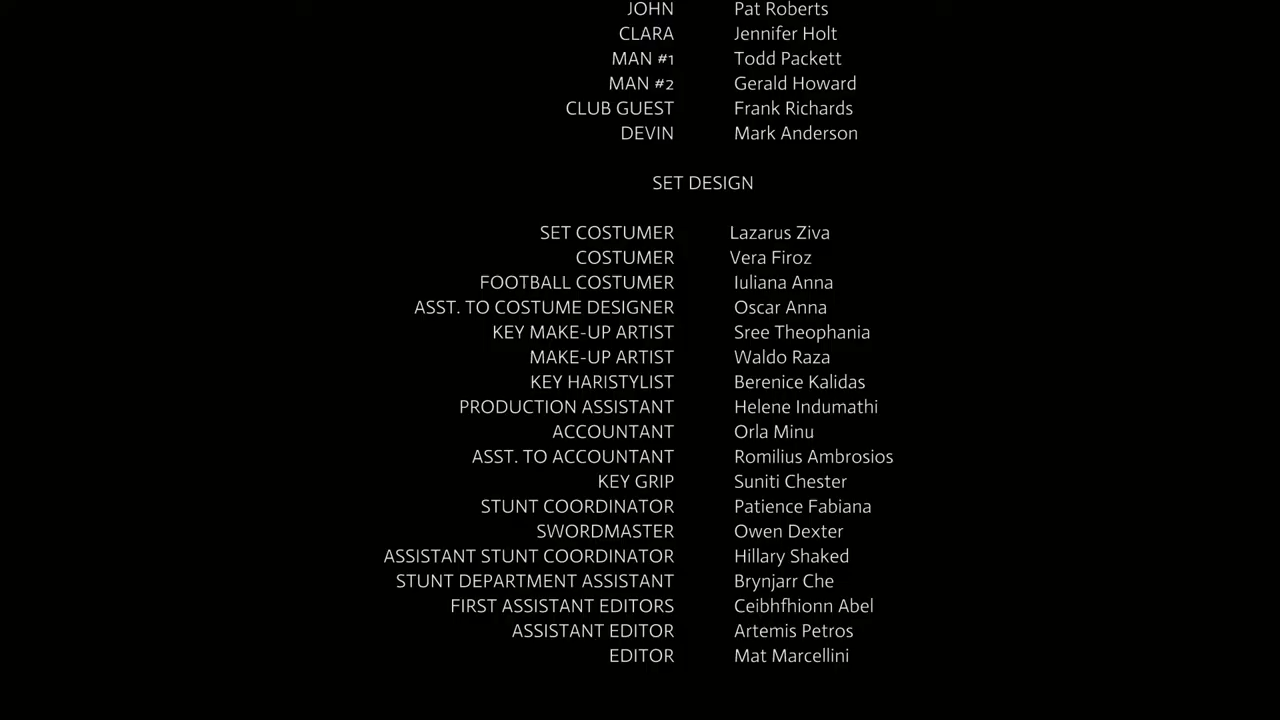 JOHN Pat Roberts
CLARA Jennifer Holt
MAN #1 Todd Packett
MAN #2 Gerald Howard
CLUB GUEST Frank Richards
DEVIN Mark Anderson
SET DESIGN
SET COSTUMER Lazarus Ziva
COSTUMER Vera Firoz
FOOTBALL COSTUMER Iuliana Anna
ASST. TO COSTUME DESIGNER Oscar Anna
KEY MAKE-UP ARTIST Sree Theophania
MAKE-UP ARTIST Waldo Raza
KEY HARISTYLIST Berenice Kalidas
PRODUCTION ASSISTANT Helene Indumathi
ACCOUNTANT Orla Minu
ASST. TO ACCOUNTANT Romilius Ambrosios
KEY GRIP Suniti Chester
STUNT COORDINATOR Patience Fabiana
SWORDMASTER Owen Dexter
ASSISTANT STUNT COORDINATOR Hillary Shaked
STUNT DEPARTMENT ASSISTANT Brynjarr Che
FIRST ASSISTANT EDITORS Ceibhfhionn Abel
ASSISTANT EDITOR Artemis Petros
EDITOR Mat Marcellini